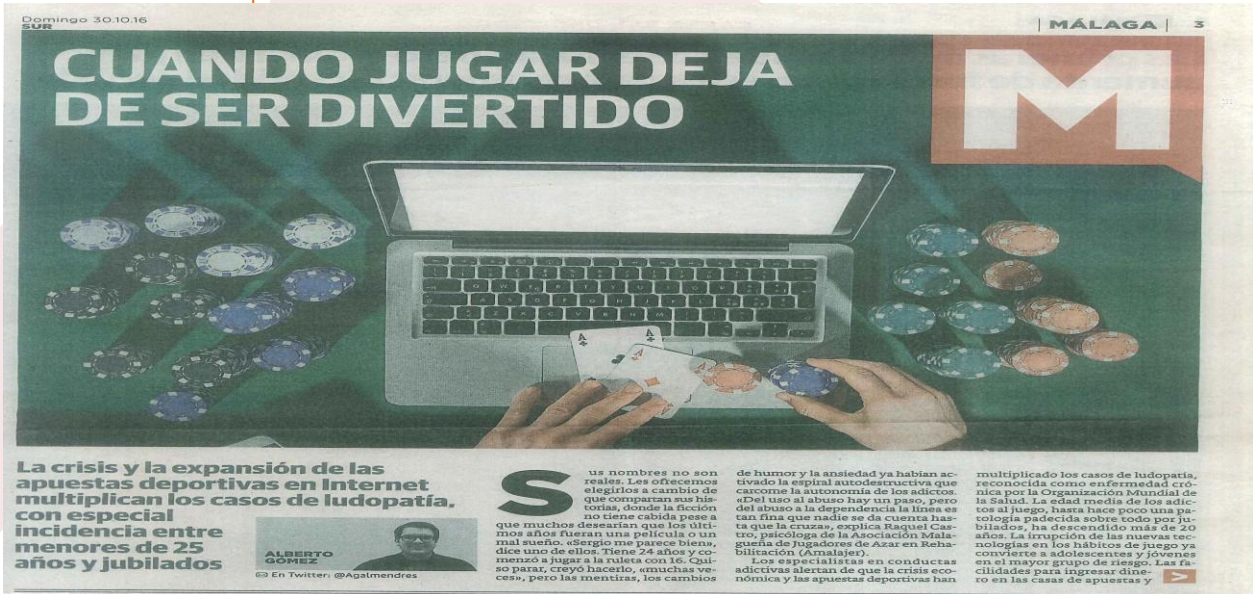 Domingo 30.10.16
SUR
| MÁLAGA | 3
CUANDO JUGAR DEJA
DE SER DIVERTIDO
M
La crisis y la expansión de las
apuestas deportivas en Internet
multiplican los casos de ludopatía,
con especial
incidencia entre
menores de 25
años y jubilados
ALBERTO
GÓMEZ
En Twitter: @Agalmendres
Sus nombres no son
reales. Les ofrecemos
elegirlos a cambio de
que compartan sus his-
torias, donde la ficción
no tiene cabida pese a
que muchos desearían que los últi-
mos años fueran una película o un
mal sueño. «Sergio me parece bien»,
dice uno de ellos. Tiene 24 años y co-
menzó a jugar a la ruleta con 16. Qui-
so parar, creyó hacerlo, «muchas ve-
ces», pero las mentiras, los cambios
de humor y la ansiedad ya habían ac-
tivado la espiral autodestructiva que
carcome la autonomía de los adictos.
«Del uso al abuso hay un paso, pero
del abuso a la dependencia la línea es
tan fina que nadie se da cuenta has-
ta que la cruza», explica Raquel Cas-
tro, psicóloga de la Asociación Mala-
gueña de Jugadores de Azar en Reha-
bilitación (Amalajer).
Los especialistas en conductas
adictivas alertan de que la crisis eco-
nómica y las apuestas deportivas han
multiplicado los casos de ludopatía,
reconocida como enfermedad cró-
nica por la Organización Mundial de
la Salud. La edad media de los adic-
tos al juego, hasta hace poco una pa-
tología padecida sobre todo por ju-
bilados, ha descendido más de 20
años. La irrupción de las nuevas tec-
nologías en los hábitos de juego ya
convierte a adolescentes y jóvenes
en el mayor grupo de riesgo. Las fa-
cilidades para ingresar dine-
ro en las casas de apuestas y